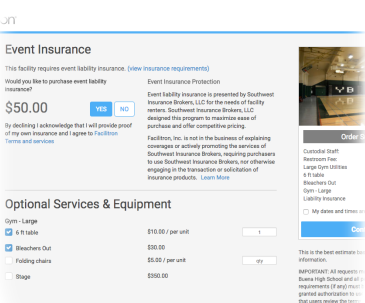 on
Event Insurance
This facility requires event liability insurance. (view insurance requirements)
Would you like to purchase event liability
insurance?
$50.00
YES
NO
By declining I acknowledge that I will provide proof
of my own insurance and I agree to Facilitron
Terms and services
Event Insurance Protection
Event liability insurance is presented by Southwest
Insurance Brokers, LLC for the needs of facility
renters. Southwest Insurance Brokers, LLC
designed this program to maximize ease of
purchase and offer competitive pricing.
Facilitron, Inc. is not in the business of explaining
coverages or actively promoting the services of
Southwest Insurance Brokers, requiring purchasers
to use Southwest Insurance Brokers, nor otherwise
engaging in the transaction or solicitation of
insurance products. Learn More
Optional Services & Equipment
Gym - Large
6 ft table
$10.00 / per unit
1
Bleachers Out
$30.00
Folding chairs
$5.00 / per unit
qty
Stage
$350.00
Order S
Custodial Staff:
Restroom Fee:
Large Gym Utilities
6 ft table
Bleachers Out
Gym - Large
Liability Insurance
My dates and times a
Con
This is the best estimate ba
information.
IMPORTANT: All requests m
Buena High School and all p
requirements (if any) must
granted authorization to
that users review the term